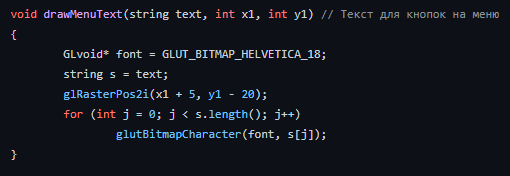 void drawMenuText(string text, int x1, int y1) // Текст для кнопок на меню
{
GLvoid* font = GLUT_BITMAP_HELVETICA_18;
string s = text;
glRasterPos2i(x1 + 5, y1 - 20);
for (int j = 0; j < s.length(); j++)
glutBitmapCharacter(font, s[j]);
}